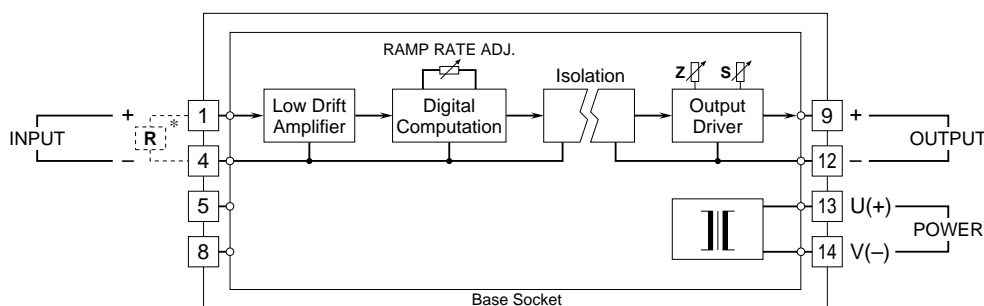 RAMP RATE ADJ.
Isolation
Z S
INPUT
+
–
R
*
1
4
5
8
Low Drift
Amplifier
Digital
Computation
Output
Driver
9
12
13
14
+
–
U(+)
V(–)
OUTPUT
POWER
Base Socket